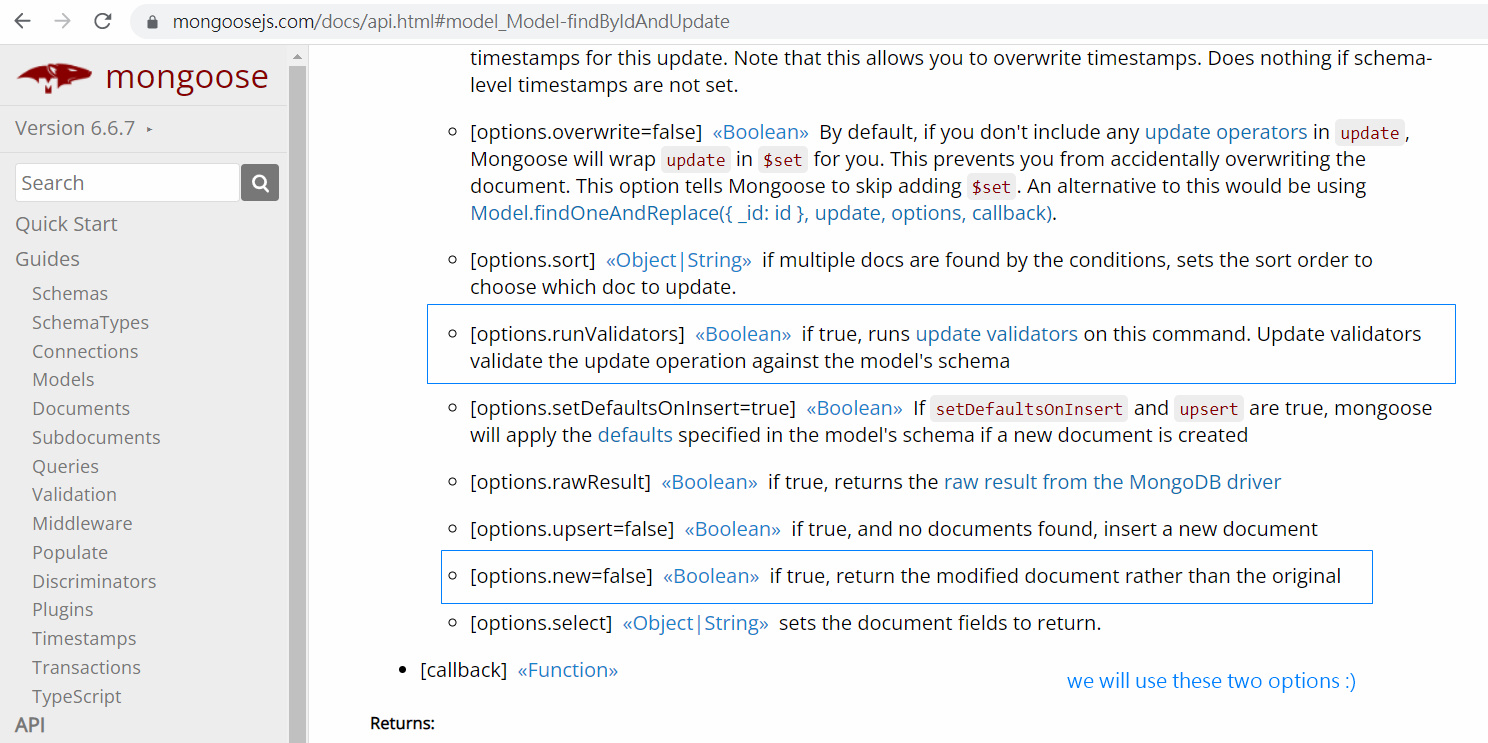 mongoosejs.com/docs/api.html#model_Model-findByIdAndUpdate
mongoose
Version 6.6.7 ▸
Search
Quick Start
Guides
Schemas
SchemaTypes
Connections
Models
Documents
Subdocuments
Queries
Validation
Middleware
Populate
Discriminators
Plugins
Timestamps
Transactions
TypeScript
API
timestamps for this update. Note that this allows you to overwrite timestamps. Does nothing if schema-
level timestamps are not set.
[options.overwrite=false] «Boolean» By default, if you don't include any update operators in update,
Mongoose will wrap update in $set for you. This prevents you from accidentally overwriting the
document. This option tells Mongoose to skip adding $set. An alternative to this would be using
Model.findOneAndReplace({ _id: id }, update, options, callback).
[options.sort] «Object|String» if multiple docs are found by the conditions, sets the sort order to
choose which doc to update.
[options.runValidators] «Boolean» if true, runs update validators on this command. Update validators
validate the update operation against the model's schema
[options.setDefaultsOnInsert=true] «Boolean» If setDefaultsOnInsert and upsert are true, mongoose
will apply the defaults specified in the model's schema if a new document is created
[options.rawResult] «Boolean» if true, returns the raw result from the MongoDB driver
[options.upsert=false] «Boolean» if true, and no documents found, insert a new document
[options.new=false] «Boolean» if true, return the modified document rather than the original
[options.select] «Object|String» sets the document fields to return.
[callback] «Function»
we will use these two options :)
Returns: